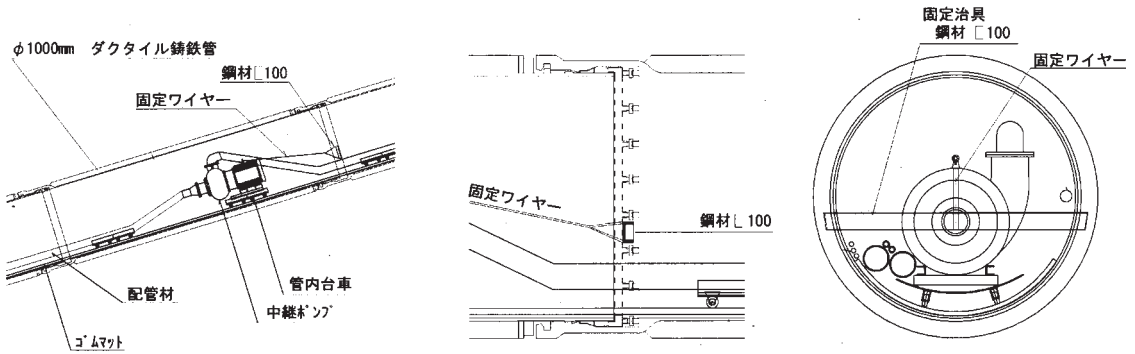 φ1000mm ダクタイル鋳鉄管
鋼材[100
固定ワイヤー
配管材
管内台車
中継ポンプ
ゴムマット
固定ワイヤー
鋼材[100
固定治具
鋼材 [100
固定ワイヤー